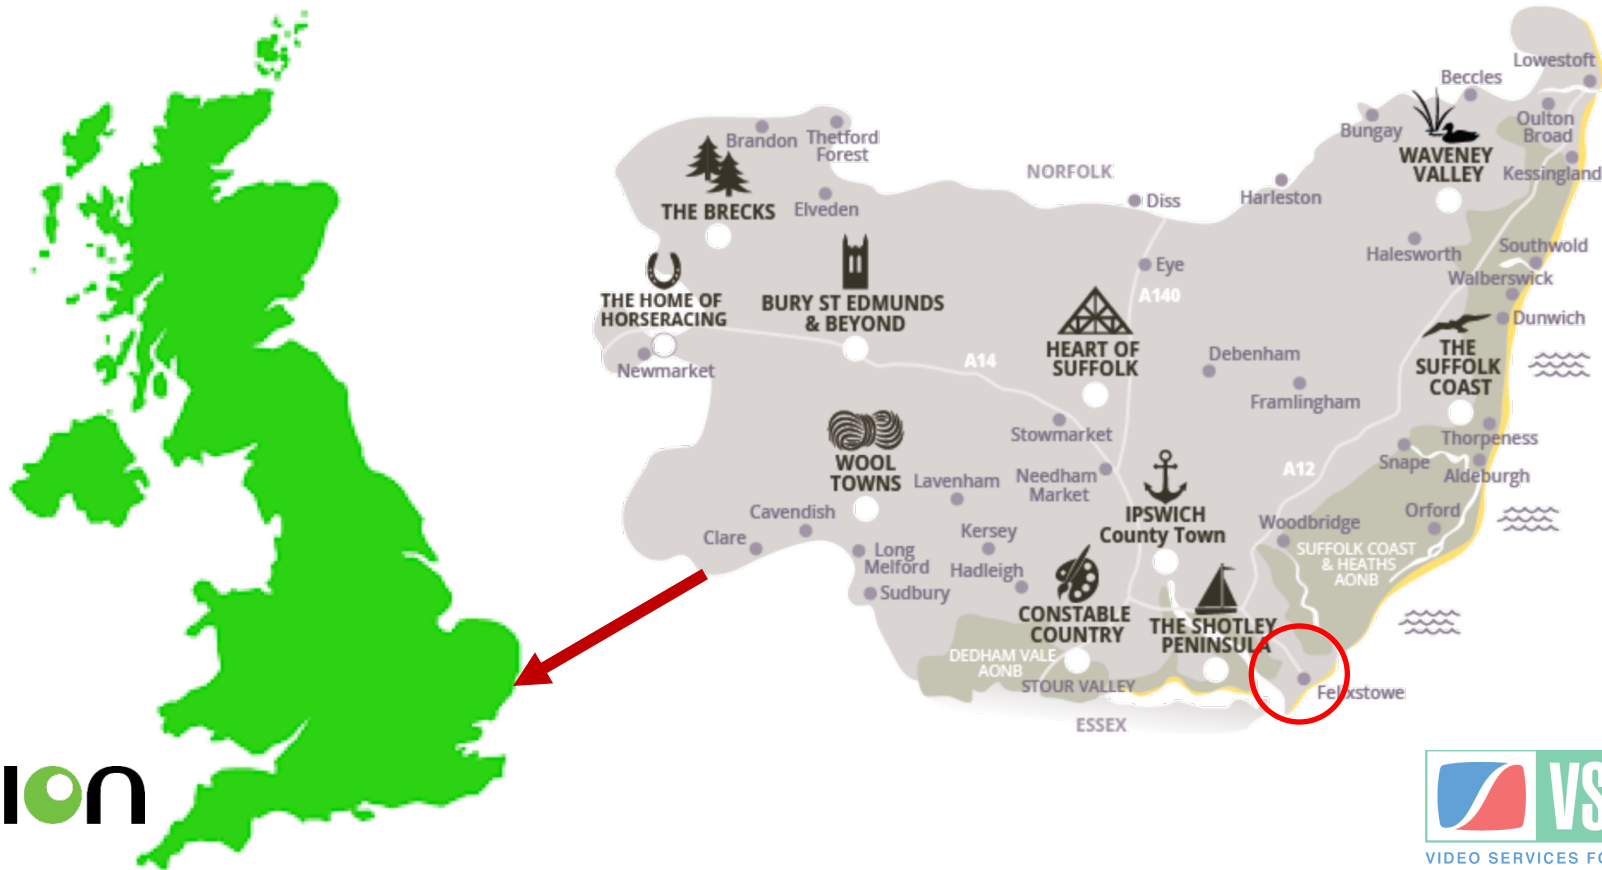 Lowestoft
Beccles
Oulton
Broad
Bungay
WAVENEY
VALLEY
Kessingland
Brandon
Thetford
Forest
NORFOLK
THE BRECKS
Elveden
Diss
Harleston
Halesworth
Southwold
Walberswick
Eye
A140
THE HOME OF
HORSERACING
BURY ST EDMUNDS
& BEYOND
Dunwich
HEART OF
SUFFOLK
THE
SUFFOLK
COAST
Newmarket
A14
Debenham
Framlingham
Stowmarket
Thorpeness
Snape
Aldeburgh
A12
WOOL
TOWNS
Lavenham
Needham
Market
IPSWICH
County Town
Cavendish
Clare
Kersey
Woodbridge
Orford
Long
Melford
Hadleigh
SUFFOLK COAST
& HEATHS
AONB
Sudbury
CONSTABLE
COUNTRY
THE SHOTLEY
PENINSULA
DEDHAM VALE
AONB
STOUR VALLEY
Felixstowe
ESSEX
ion
VS
VIDEO SERVICES FO